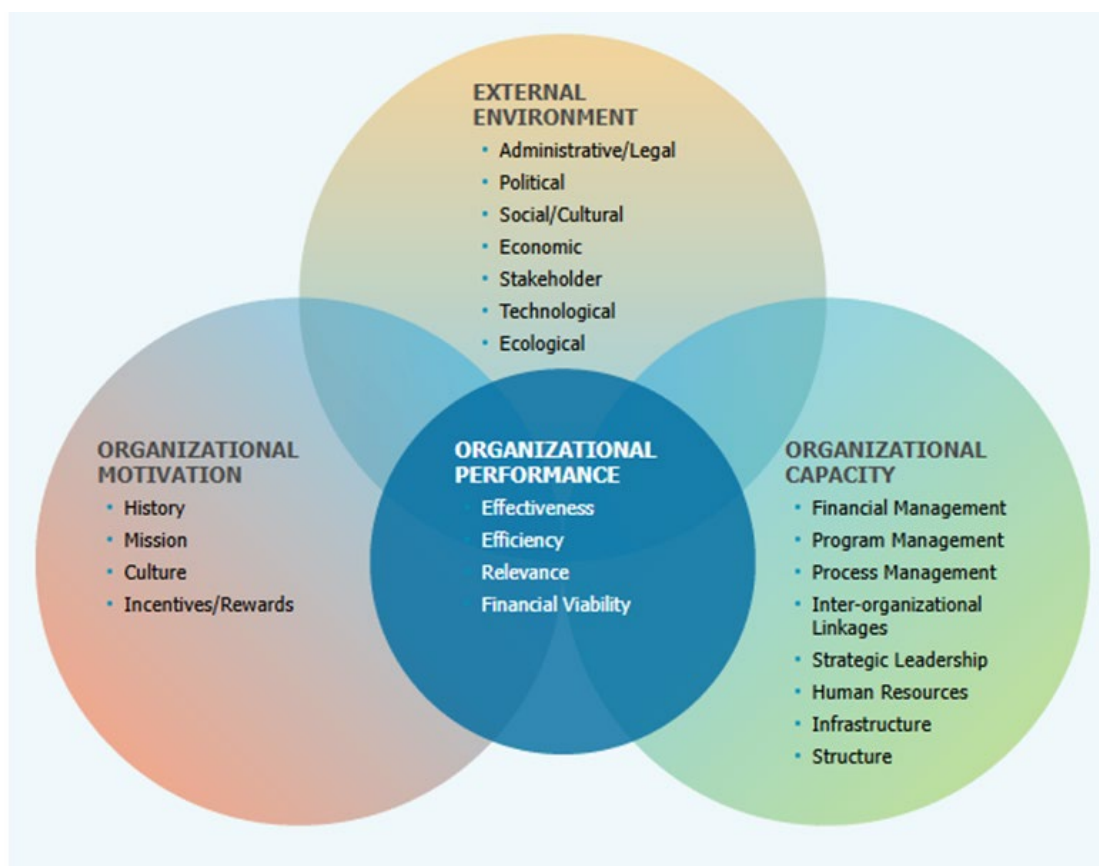 EXTERNAL
ENVIRONMENT
• Administrative/Legal
• Political
• Social/Cultural
• Economic
• Stakeholder
• Technological
• Ecological
ORGANIZATIONAL
MOTIVATION
• History
• Mission
• Culture
• Incentives/Rewards
ORGANIZATIONAL
PERFORMANCE
• Effectiveness
• Efficiency
• Relevance
• Financial Viability
ORGANIZATIONAL
CAPACITY
• Financial Management
• Program Management
• Process Management
• Inter-organizational
Linkages
• Strategic Leadership
• Human Resources
• Infrastructure
• Structure